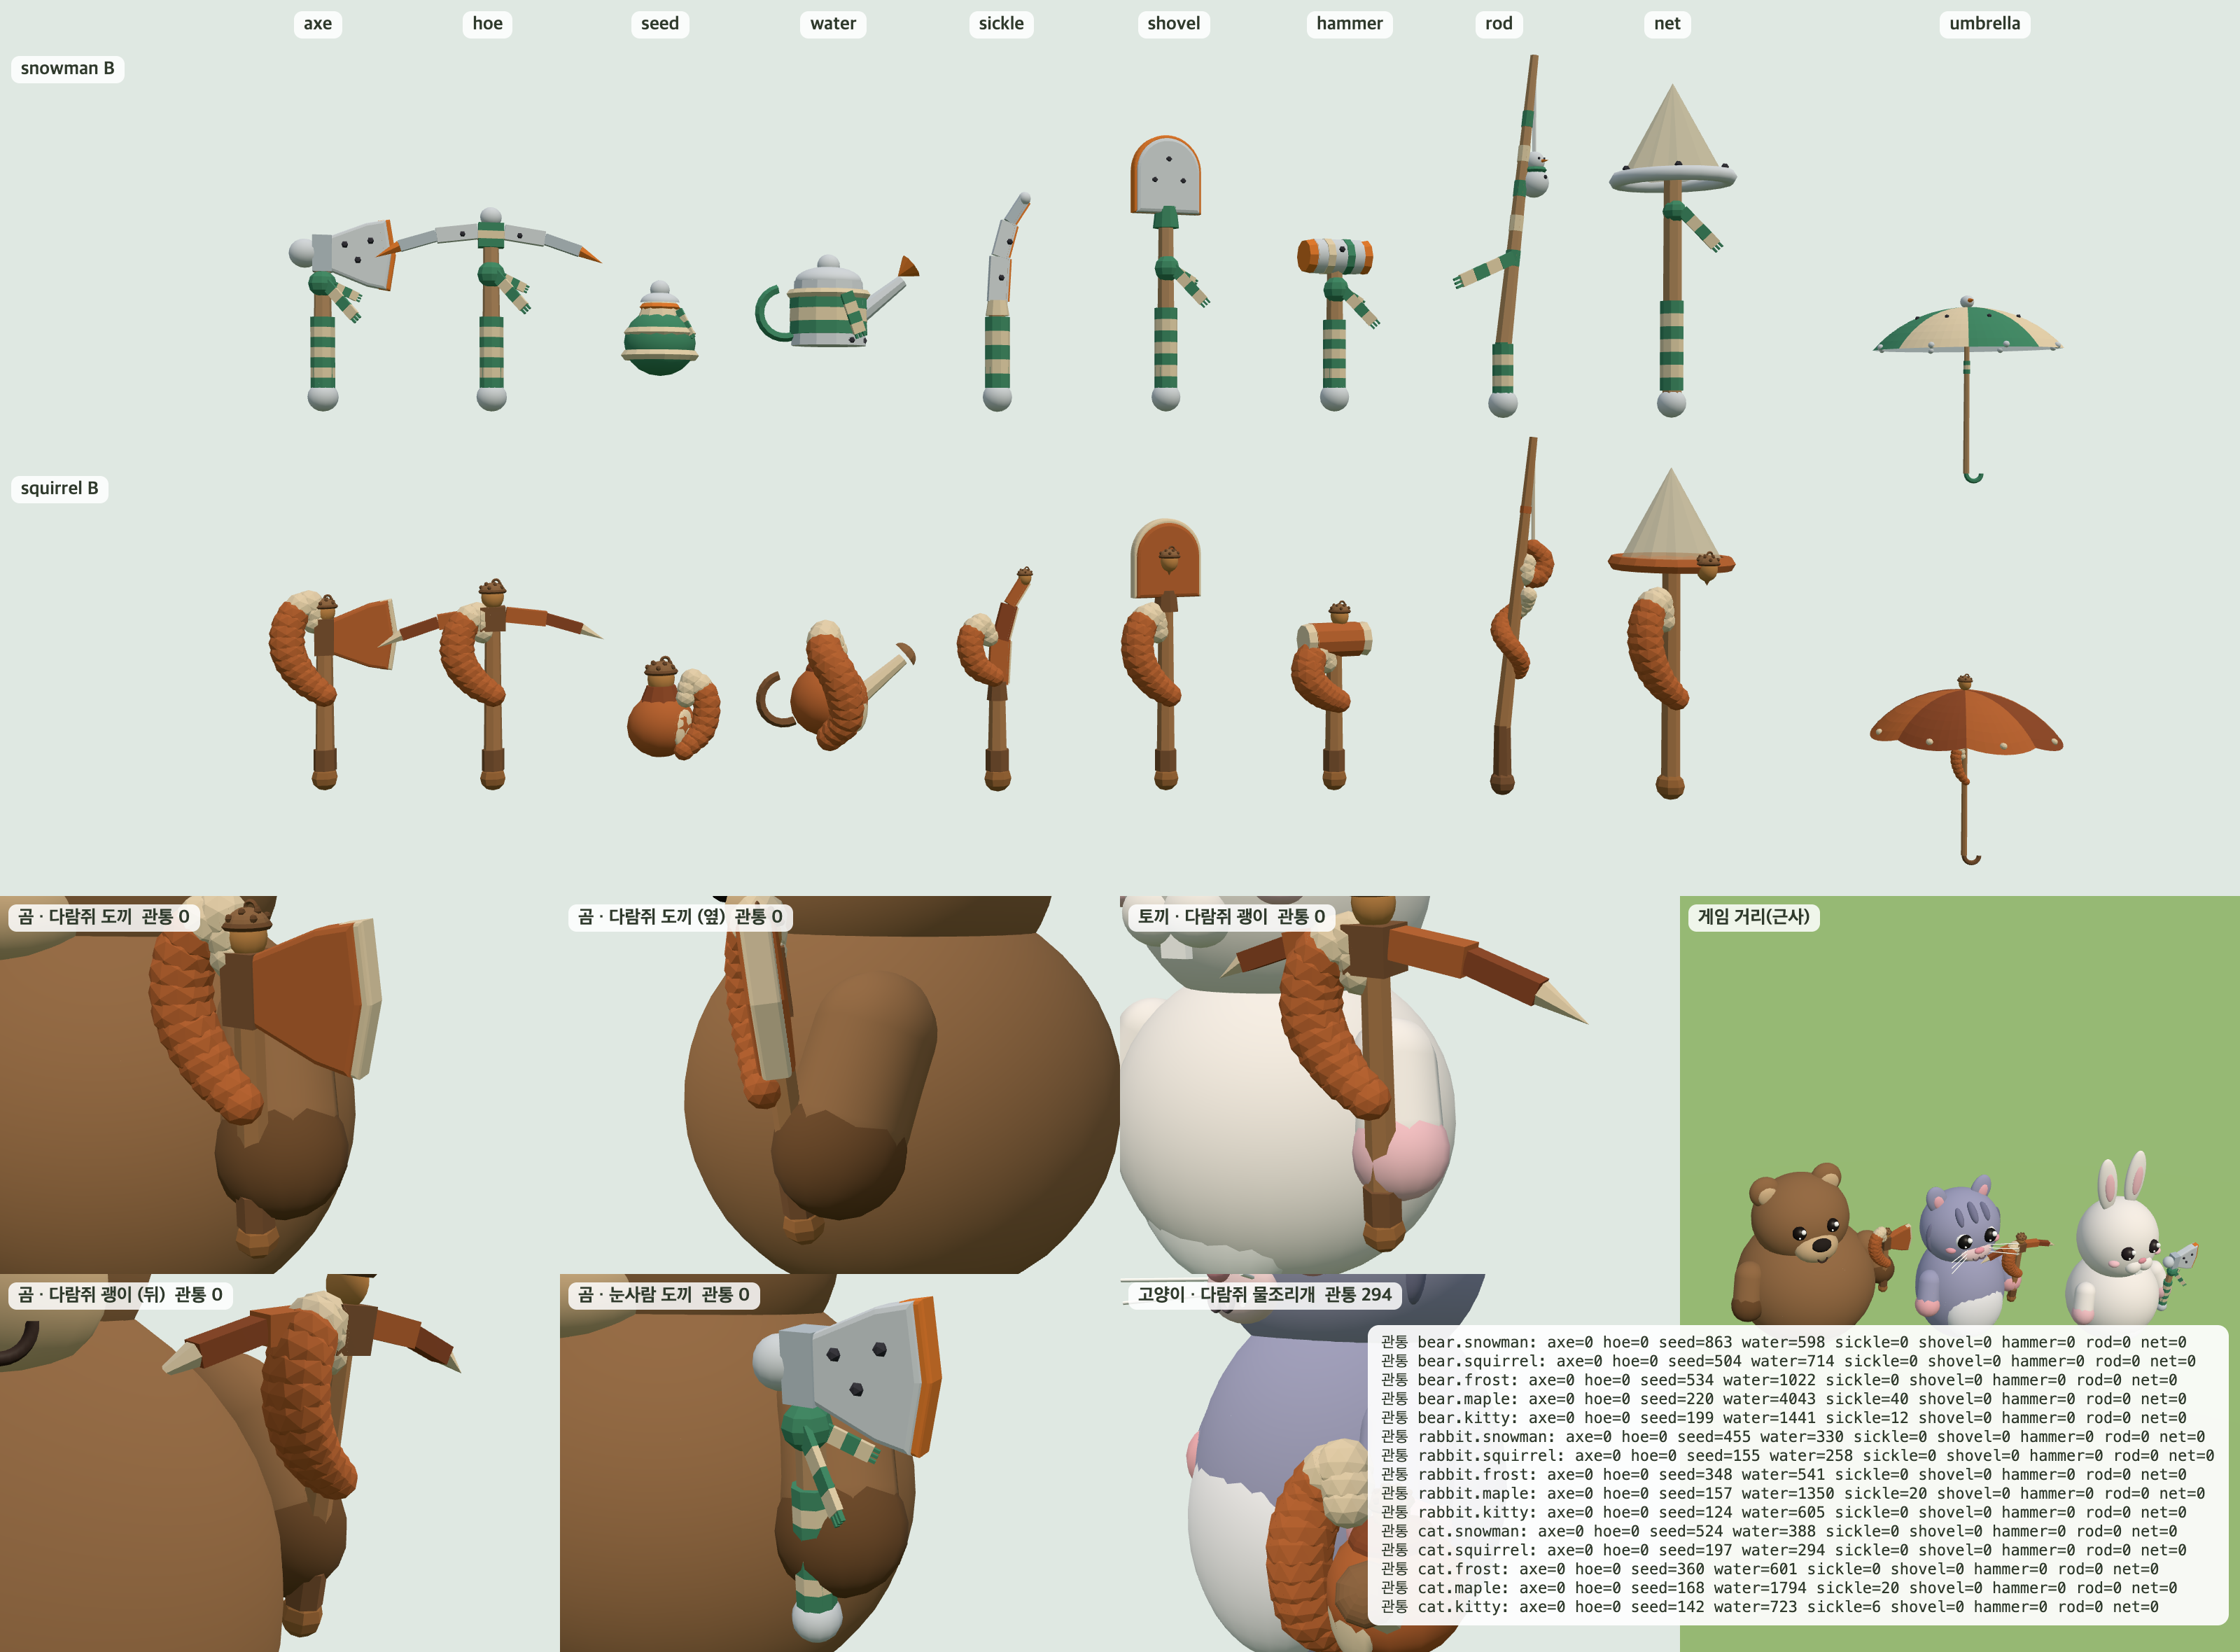 axe
hoe
seed
water
sickle
shovel
hammer
rod
net
umbrella
snowman B
squirrel B
곰 · 다람쥐 도끼 관통 0
곰 · 다람쥐 도끼 (옆) 관통 0
토끼 · 다람쥐 괭이 관통 0
게임 거리(근사)
곰 · 다람쥐 괭이 (뒤) 관통 0
곰 · 눈사람 도끼 관통 0
고양이 · 다람쥐 물조리개 관통 294
관통 bear.snowman: axe=0 hoe=0 seed=863 water=598 sickle=0 shovel=0 hammer=0 rod=0 net=0
관통 bear.squirrel: axe=0 hoe=0 seed=504 water=714 sickle=0 shovel=0 hammer=0 rod=0 net=0
관통 bear.frost: axe=0 hoe=0 seed=534 water=1022 sickle=0 shovel=0 hammer=0 rod=0 net=0
관통 bear.maple: axe=0 hoe=0 seed=220 water=4043 sickle=40 shovel=0 hammer=0 rod=0 net=0
관통 bear.kitty: axe=0 hoe=0 seed=199 water=1441 sickle=12 shovel=0 hammer=0 rod=0 net=0
관통 rabbit.snowman: axe=0 hoe=0 seed=455 water=330 sickle=0 shovel=0 hammer=0 rod=0 net=0
관통 rabbit.squirrel: axe=0 hoe=0 seed=155 water=258 sickle=0 shovel=0 hammer=0 rod=0 net=0
관통 rabbit.frost: axe=0 hoe=0 seed=348 water=541 sickle=0 shovel=0 hammer=0 rod=0 net=0
관통 rabbit.maple: axe=0 hoe=0 seed=157 water=1350 sickle=20 shovel=0 hammer=0 rod=0 net=0
관통 rabbit.kitty: axe=0 hoe=0 seed=124 water=605 sickle=0 shovel=0 hammer=0 rod=0 net=0
관통 cat.snowman: axe=0 hoe=0 seed=524 water=388 sickle=0 shovel=0 hammer=0 rod=0 net=0
관통 cat.squirrel: axe=0 hoe=0 seed=197 water=294 sickle=0 shovel=0 hammer=0 rod=0 net=0
관통 cat.frost: axe=0 hoe=0 seed=360 water=601 sickle=0 shovel=0 hammer=0 rod=0 net=0
관통 cat.maple: axe=0 hoe=0 seed=168 water=1794 sickle=20 shovel=0 hammer=0 rod=0 net=0
관통 cat.kitty: axe=0 hoe=0 seed=142 water=723 sickle=6 shovel=0 hammer=0 rod=0 net=0